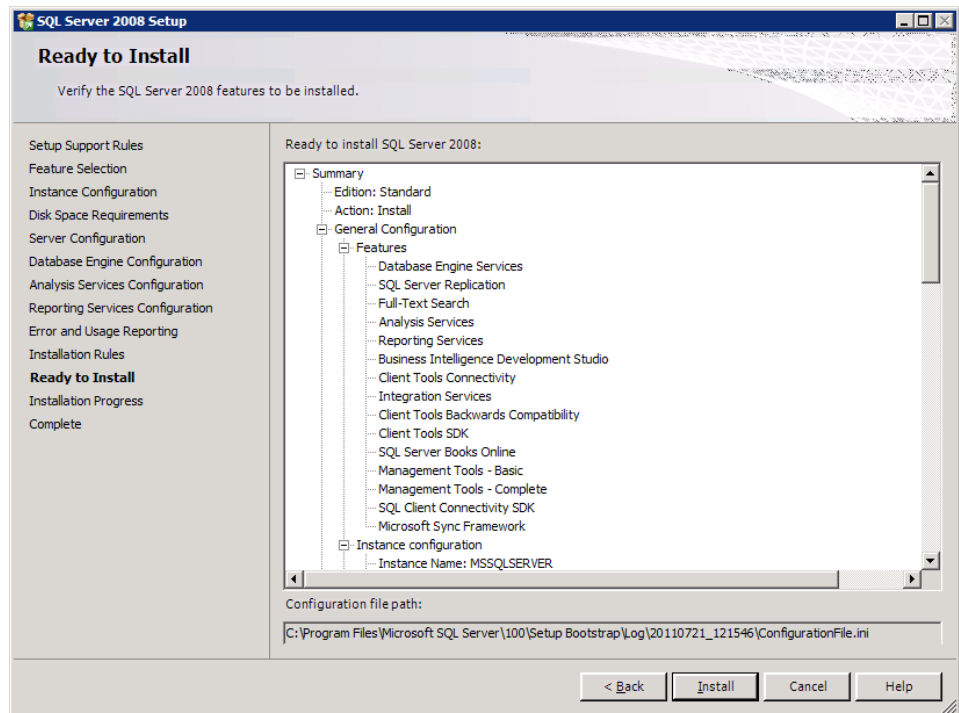 SQL Server 2008 Setup
Ready to Install
Verify the SQL Server 2008 features to be installed.
Setup Support Rules
Feature Selection
Instance Configuration
Disk Space Requirements
Server Configuration
Database Engine Configuration
Analysis Services Configuration
Reporting Services Configuration
Error and Usage Reporting
Installation Rules
Ready to Install
Installation Progress
Complete
Ready to install SQL Server 2008:
Summary
Edition: Standard
Action: Install
General Configuration
Features
Database Engine Services
SQL Server Replication
Full-Text Search
Analysis Services
Reporting Services
Business Intelligence Development Studio
Client Tools Connectivity
Integration Services
Client Tools Backwards Compatibility
Client Tools SDK
SQL Server Books Online
Management Tools - Basic
Management Tools - Complete
SQL Client Connectivity SDK
Microsoft Sync Framework
Instance configuration
Instance Name: MSSQLSERVER
Configuration file path:
C:\Program Files\Microsoft SQL Server\100\Setup Bootstrap\Log\20110721_121546\ConfigurationFile.ini
< Back
Install
Cancel
Help